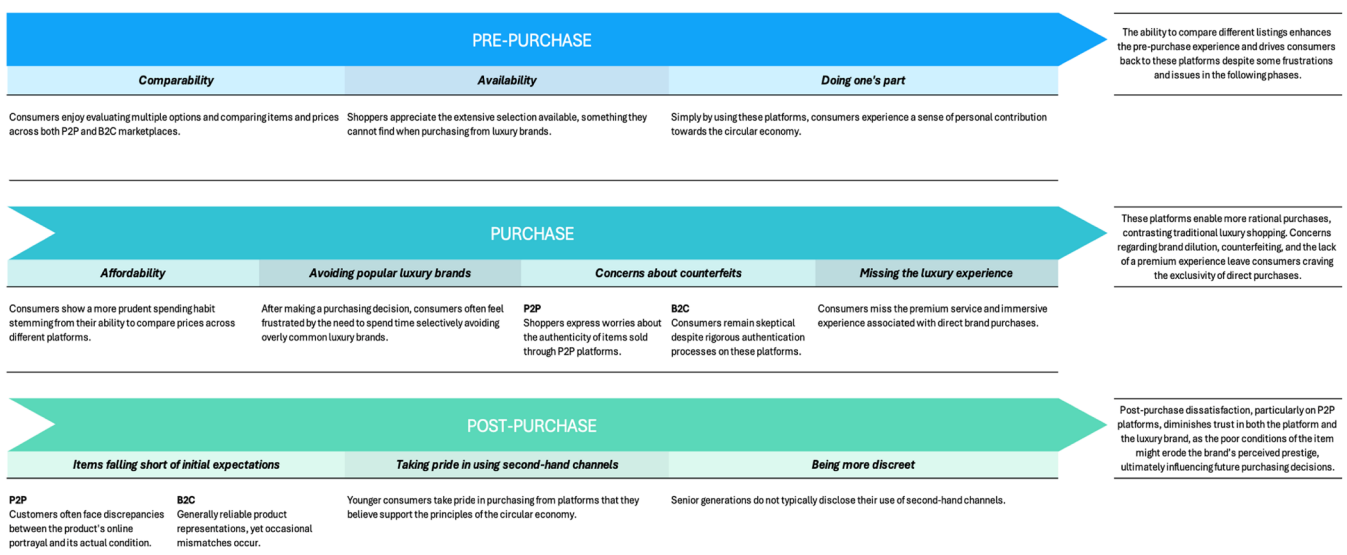 PRE-PURCHASE
Comparability
Availability
Doing one's part
Consumers enjoy evaluating multiple options and comparing items and prices
across both P2P and B2C marketplaces.
Shoppers appreciate the extensive selection available, something they
cannot find when purchasing from luxury brands.
Simply by using these platforms, consumers experience a sense of personal contribution
towards the circular economy.
The ability to compare different listings enhances
the pre-purchase experience and drives consumers
back to these platforms despite some frustrations
and issues in the following phases.
PURCHASE
Affordability
Avoiding popular luxury brands
Concerns about counterfeits
Missing the luxury experience
Consumers show a more prudent spending habit
stemming from their ability to compare prices across
different platforms.
After making a purchasing decision, consumers often feel
frustrated by the need to spend time selectively avoiding
overly common luxury brands.
P2P
Shoppers express worries about
the authenticity of items sold
through P2P platforms.
B2C
Consumers remain skeptical
despite rigorous authentication
processes on these platforms.
Consumers miss the premium service and immersive
experience associated with direct brand purchases.
These platforms enable more rational purchases,
contrasting traditional luxury shopping. Concerns
regarding brand dilution, counterfeiting, and the lack
of a premium experience leave consumers craving
the exclusivity of direct purchases.
POST-PURCHASE
Items falling short of initial expectations
Taking pride in using second-hand channels
Being more discreet
P2P
Customers often face discrepancies
between the product's online
portrayal and its actual condition.
B2C
Generally reliable product
representations, yet occasional
mismatches occur.
Younger consumers take pride in purchasing from platforms that they
believe support the principles of the circular economy.
Senior generations do not typically disclose their use of second-hand channels.
Post-purchase dissatisfaction, particularly on P2P
platforms, diminishes trust in both the platform and
the luxury brand, as the poor conditions of the item
might erode the brand's perceived prestige,
ultimately influencing future purchasing decisions.